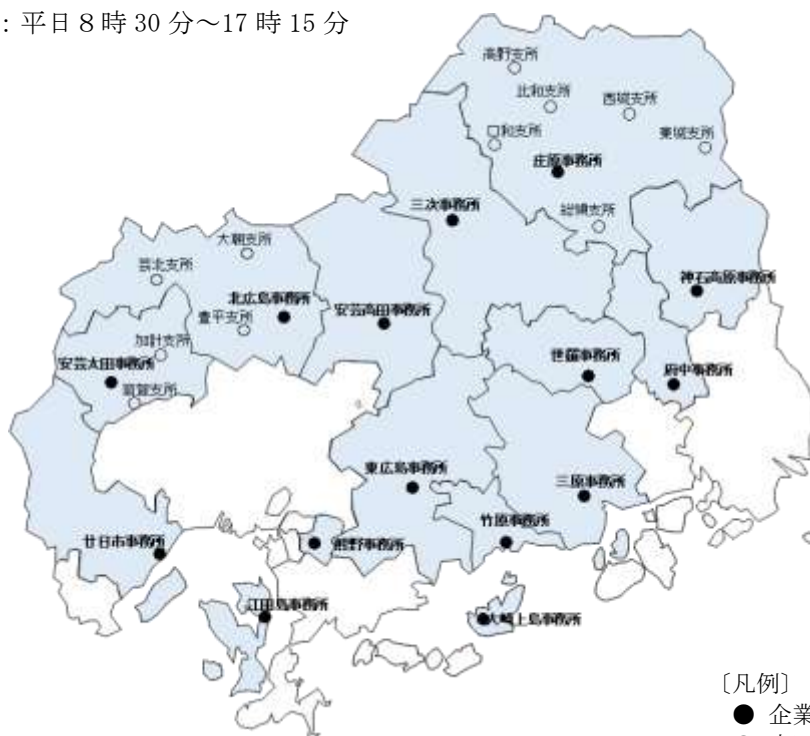 ：平日８時 30 分～17 時 15 分
高野支所
比和支所
西城支所
口和支所
東城支所
庄原事務所
三次事務所
総領支所
大朝支所
芸北支所
神石高原事務所
北広島事務所
安芸高田事務所
豊平支所
加計支所
安芸太田事務所
世羅事務所
府中事務所
筒賀支所
東広島事務所
三原事務所
竹原事務所
廿日市事務所
熊野事務所
江田島事務所
大崎上島事務所
〔凡例〕
● 企業